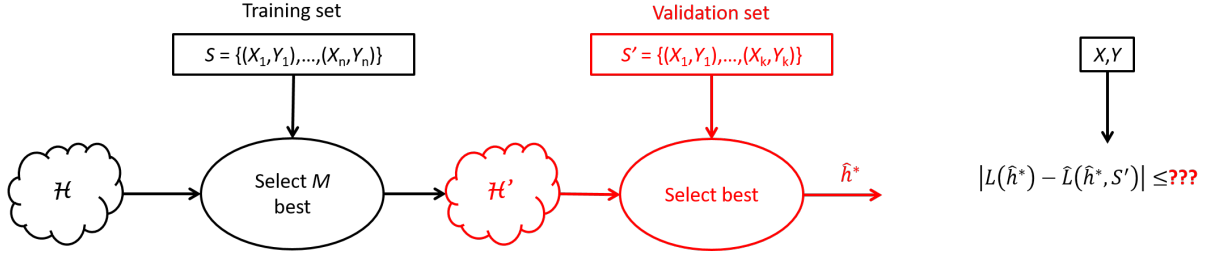 Training set
S = {(X₁,Y₁),...,(Xₙ,Yₙ)}
Validation set
S′ = {(X₁,Y₁),...,(Xₖ,Yₖ)}
X,Y
ℋ
Select M
best
ℋ’
Select best
ĥ*
|L(ĥ*) − L̂(ĥ*, S′)| ≤???